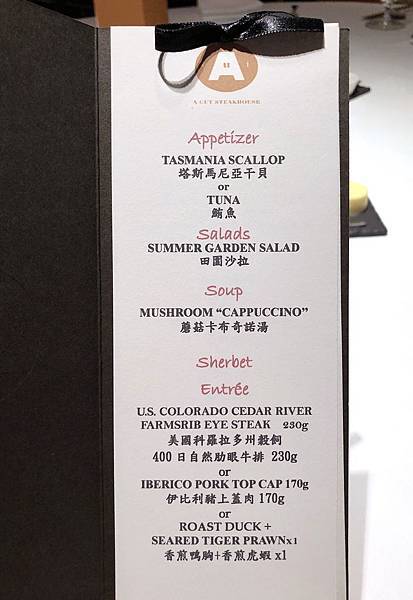 A
A CUT STEAKHOUSE
Appetizer
TASMANIA SCALLOP
塔斯馬尼亞干貝
or
TUNA
鮪魚
Salads
SUMMER GARDEN SALAD
田園沙拉
Soup
MUSHROOM “CAPPUCCINO”
蘑菇卡布奇諾湯
Sherbet
Entrée
U.S. COLORADO CEDAR RIVER
FARMSRIB EYE STEAK 230g
美國科羅拉多州穀飼
400日自然肋眼牛排 230g
or
IBERICO PORK TOP CAP 170g
伊比利豬上蓋肉 170g
or
ROAST DUCK +
SEARED TIGER PRAWNx1
香煎鴨胸+香煎虎蝦 x1